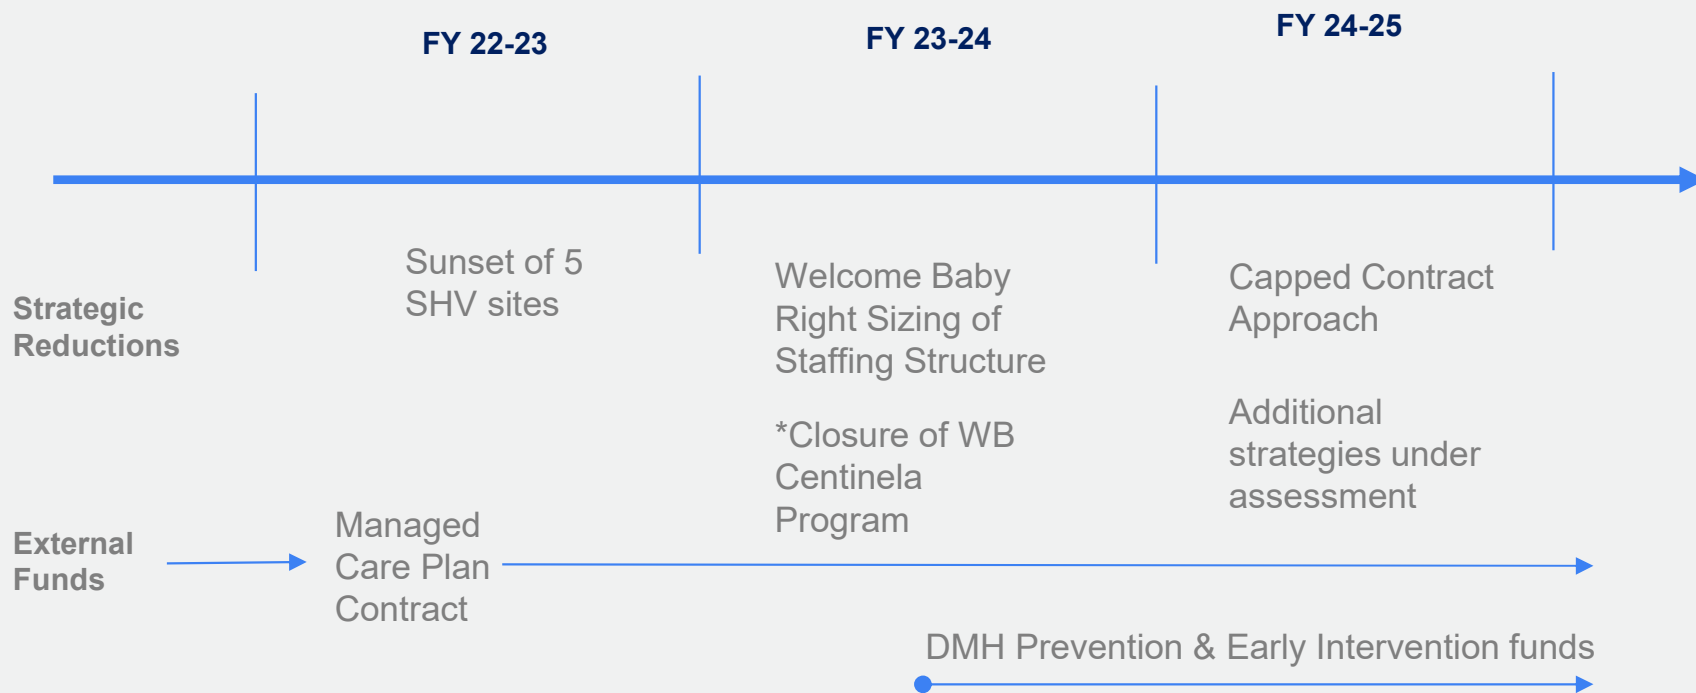 FY 22-23
FY 23-24
FY 24-25
Strategic
Reductions
Sunset of 5
SHV sites
Welcome Baby
Right Sizing of
Staffing Structure
*Closure of WB
Centinela
Program
Capped Contract
Approach
Additional
strategies under
assessment
External
Funds
Managed
Care Plan
Contract
DMH Prevention & Early Intervention funds